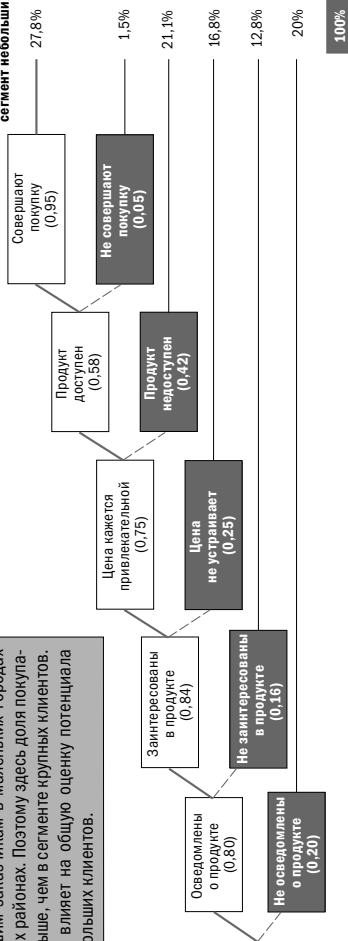 сегмент небольши
27,8%
1,5%
21,1%
16,8%
12,8%
20%
100%
Совершают
покупку
(0,95)
Не совершают
покупку
(0,05)
Продукт
доступен
(0,58)
Продукт
недоступен
(0,42)
Цена кажется
привлекательной
(0,75)
Цена
не устраивает
(0,25)
Заинтересованы
в продукте
(0,84)
Не заинтересованы
в продукте
(0,16)
Осведомлены
о продукте
(0,80)
Не осведомлены
о продукте
(0,20)
в маленьких городах
х районах. Поэтому здесь доля покупа-
ыше, чем в сегменте крупных клиентов.
влияет на общую оценку потенциала
ольших клиентов.